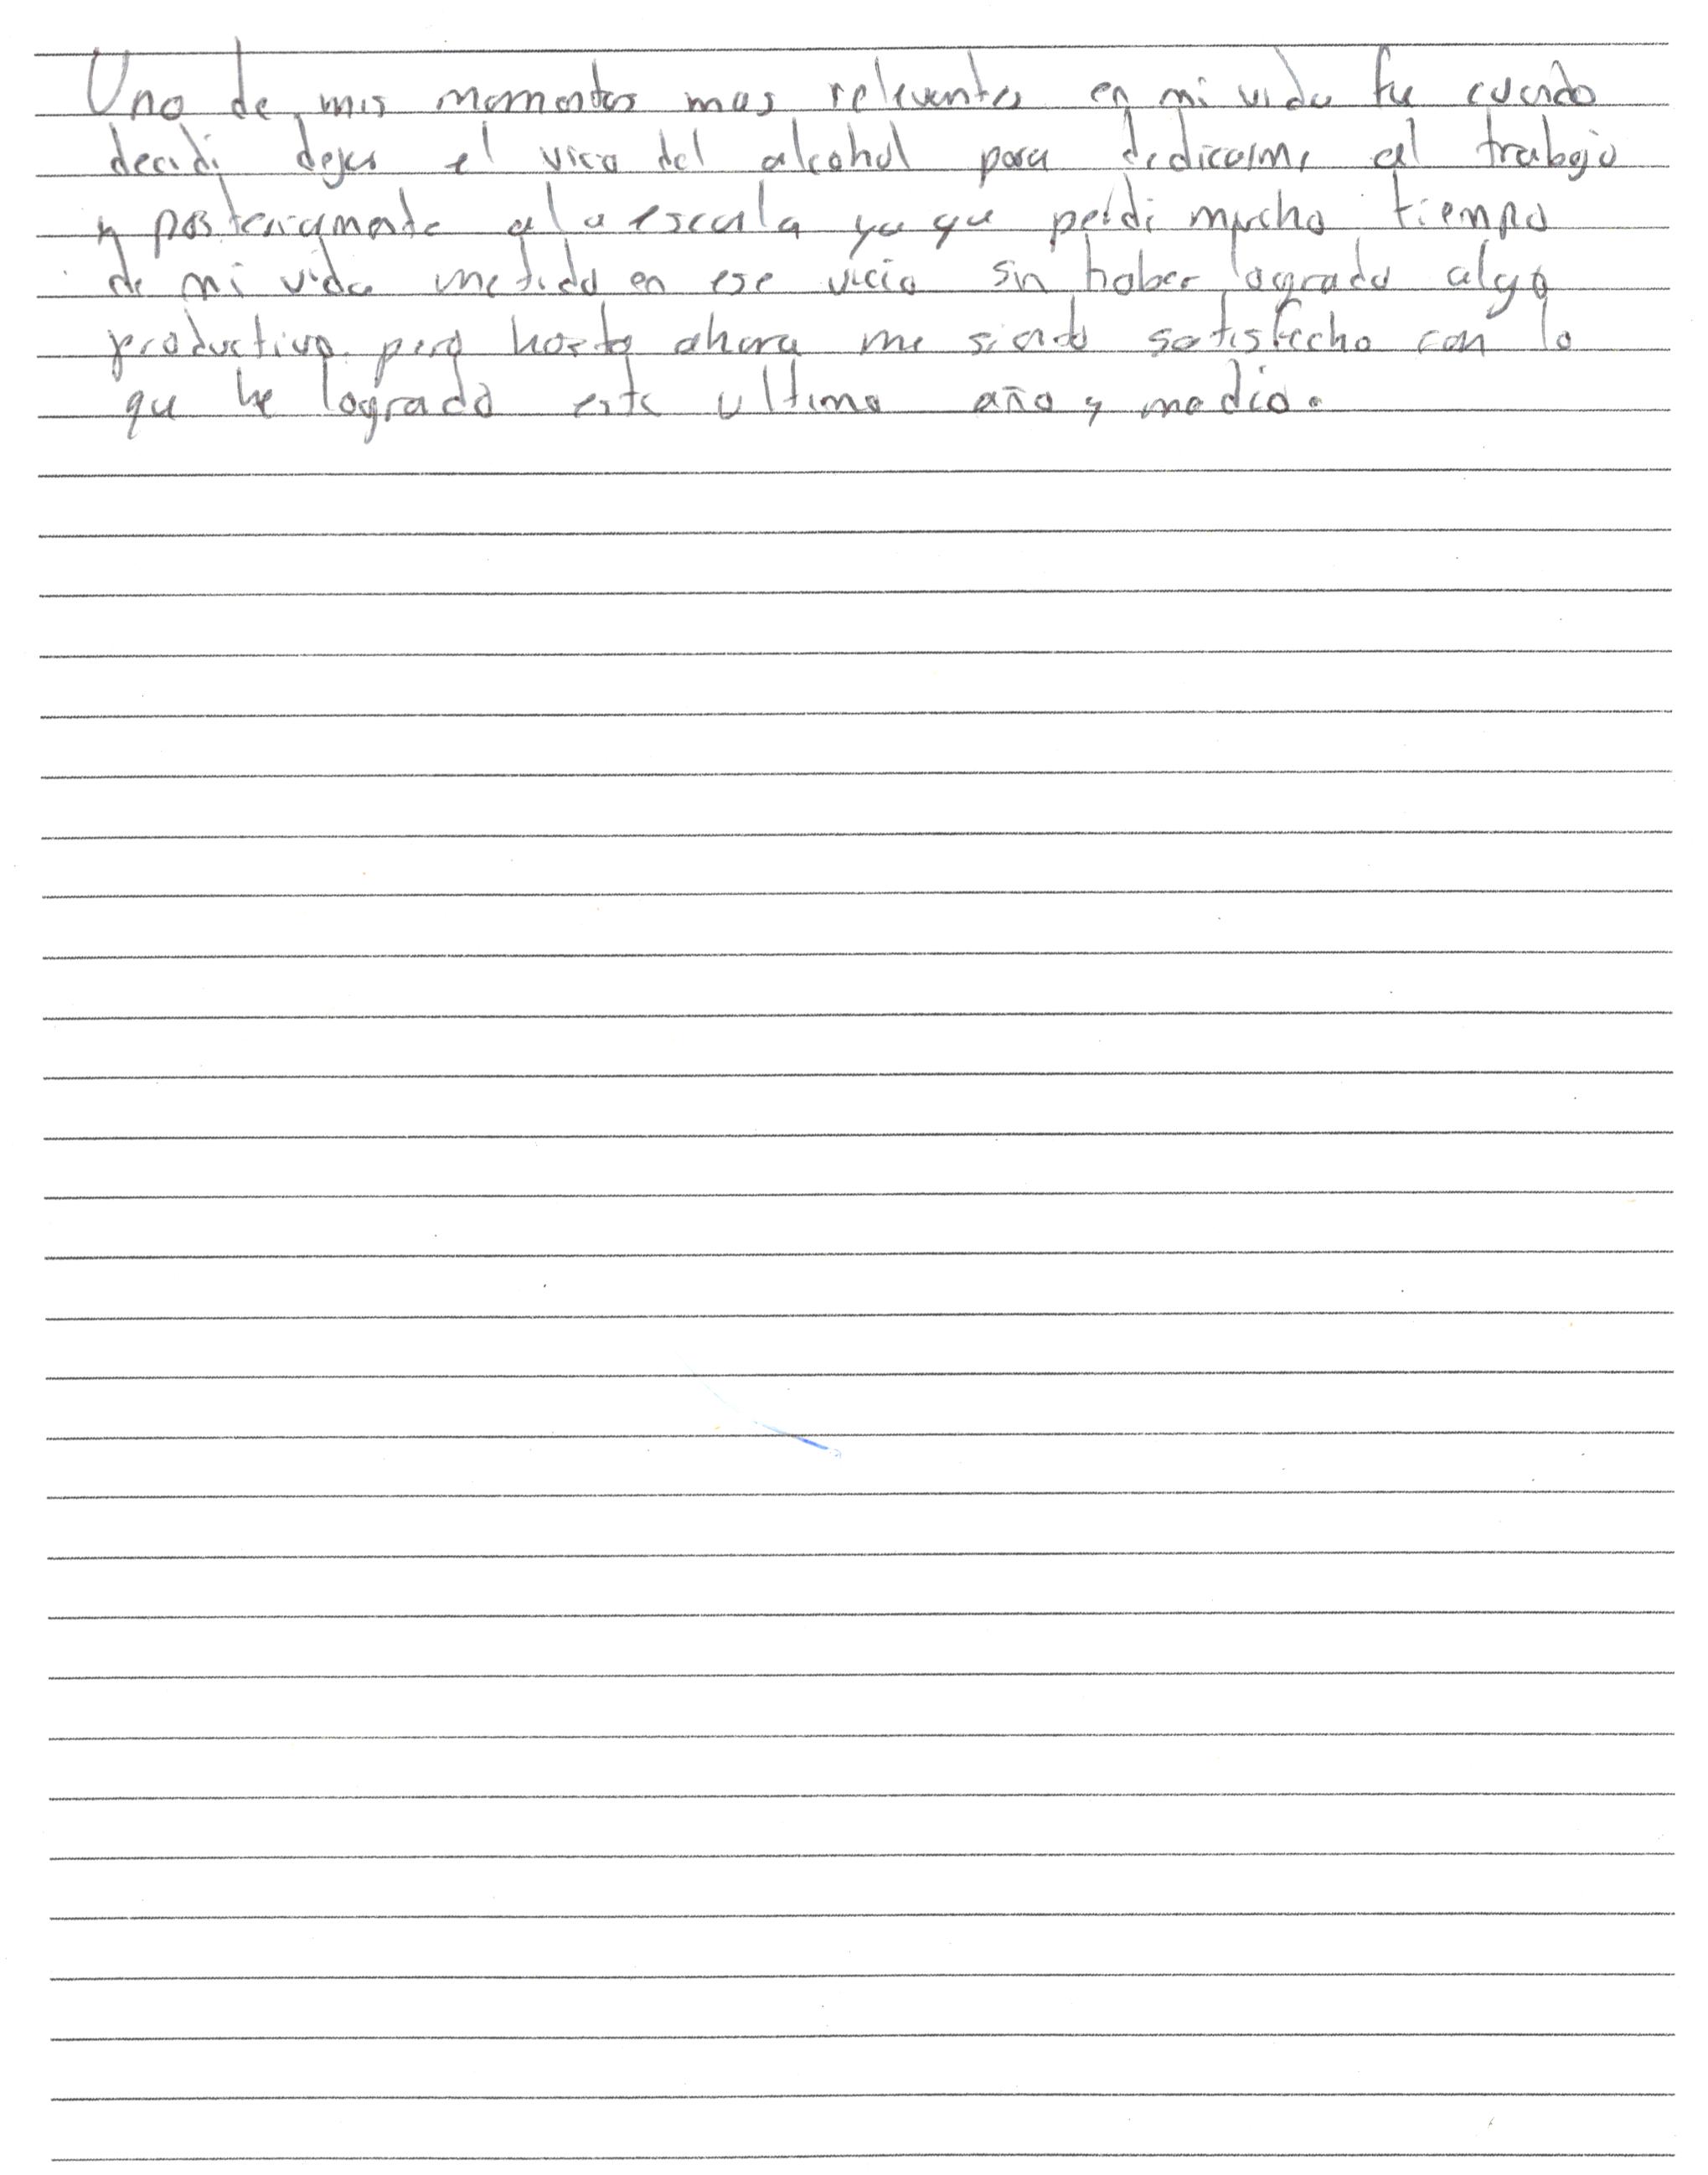 Uno de mis momentos mas relevantes en mi vida fue cuando
decidi dejar el vicio del alcohol para dedicarme al trabajo
y posteriormente a la escuela ya que perdi mucho tiempo
de mi vida metido en ese vicio sin haber logrado algo
productivo pero hasta ahora me siento satisfecho con lo
que he logrado este ultimo año y medio.